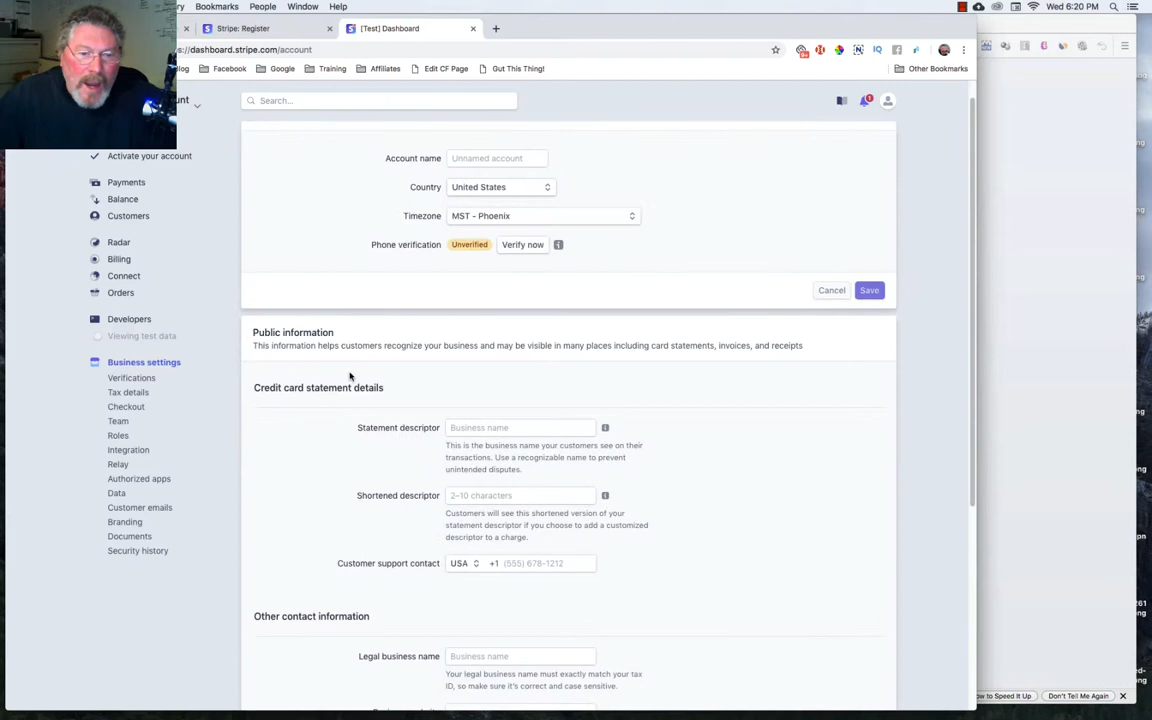 ry Bookmarks People Window Help
Wed 6:20 PM
Stripe: Register
[Test] Dashboard
s://dashboard.stripe.com/account
IQ
log Facebook Google Training Affiliates Edit CF Page Gut This Thing!
Other Bookmarks
Search...
1
Activate your account
Payments
Balance
Customers
Radar
Billing
Connect
Orders
Developers
Viewing test data
Business settings
Verifications
Tax details
Checkout
Team
Roles
Integration
Relay
Authorized apps
Data
Customer emails
Branding
Documents
Security history
Account name Unnamed account
Country United States
Timezone MST - Phoenix
Phone verification Unverified Verify now
Cancel Save
Public information
This information helps customers recognize your business and may be visible in many places including card statements, invoices, and receipts
Credit card statement details
Statement descriptor Business name
This is the business name your customers see on their
transactions. Use a recognizable name to prevent
unintended disputes.
Shortened descriptor 2–10 characters
Customers will see this shortened version of your
statement descriptor if you choose to add a customized
descriptor to a charge.
Customer support contact USA +1 (555) 678-1212
Other contact information
Legal business name Business name
Your legal business name must exactly match your tax
ID, so make sure it's correct and case sensitive.
ow to Speed It Up Don't Tell Me Again